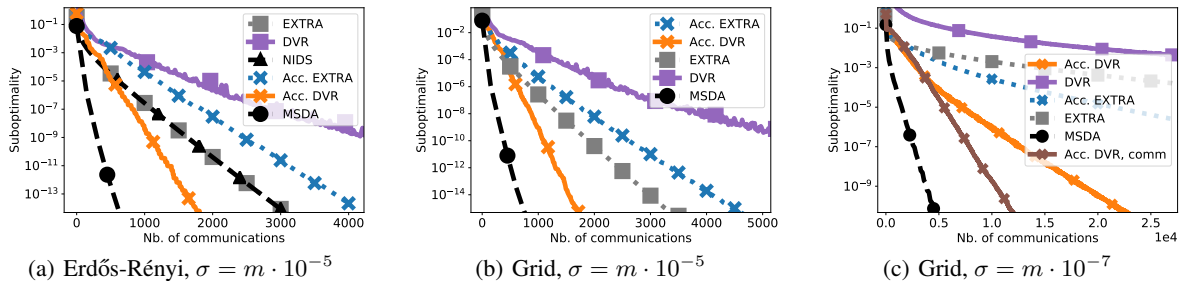 10⁻¹
10⁻³
10⁻⁵
10⁻⁷
10⁻⁹
10⁻¹¹
10⁻¹³
Suboptimality
0 1000 2000 3000 4000
Nb. of communications
EXTRA
DVR
NIDS
Acc. EXTRA
Acc. DVR
MSDA
(a) Erdős-Rényi, σ = m · 10⁻⁵
10⁰
10⁻²
10⁻⁴
10⁻⁶
10⁻⁸
10⁻¹⁰
10⁻¹²
10⁻¹⁴
Suboptimality
0 1000 2000 3000 4000 5000
Nb. of communications
Acc. EXTRA
Acc. DVR
EXTRA
DVR
MSDA
(b) Grid, σ = m · 10⁻⁵
10⁻¹
10⁻³
10⁻⁵
10⁻⁷
10⁻⁹
Suboptimality
0.0 0.5 1.0 1.5 2.0 2.5
Nb. of communications
1e4
Acc. DVR
DVR
Acc. EXTRA
EXTRA
MSDA
Acc. DVR, comm
(c) Grid, σ = m · 10⁻⁷